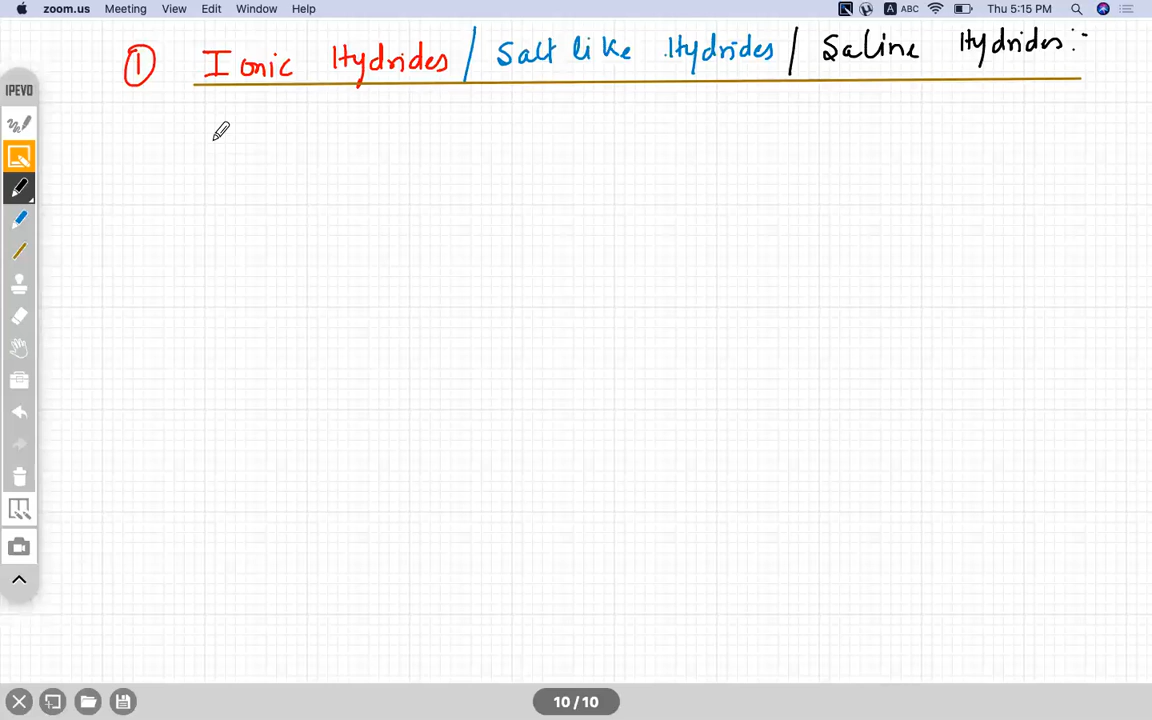 zoom.us Meeting View Edit Window Help A ABC Thu 5:15 PM
① Ionic Hydrides / Salt like Hydrides / Saline Hydrides :-
IPEVO
10 / 10